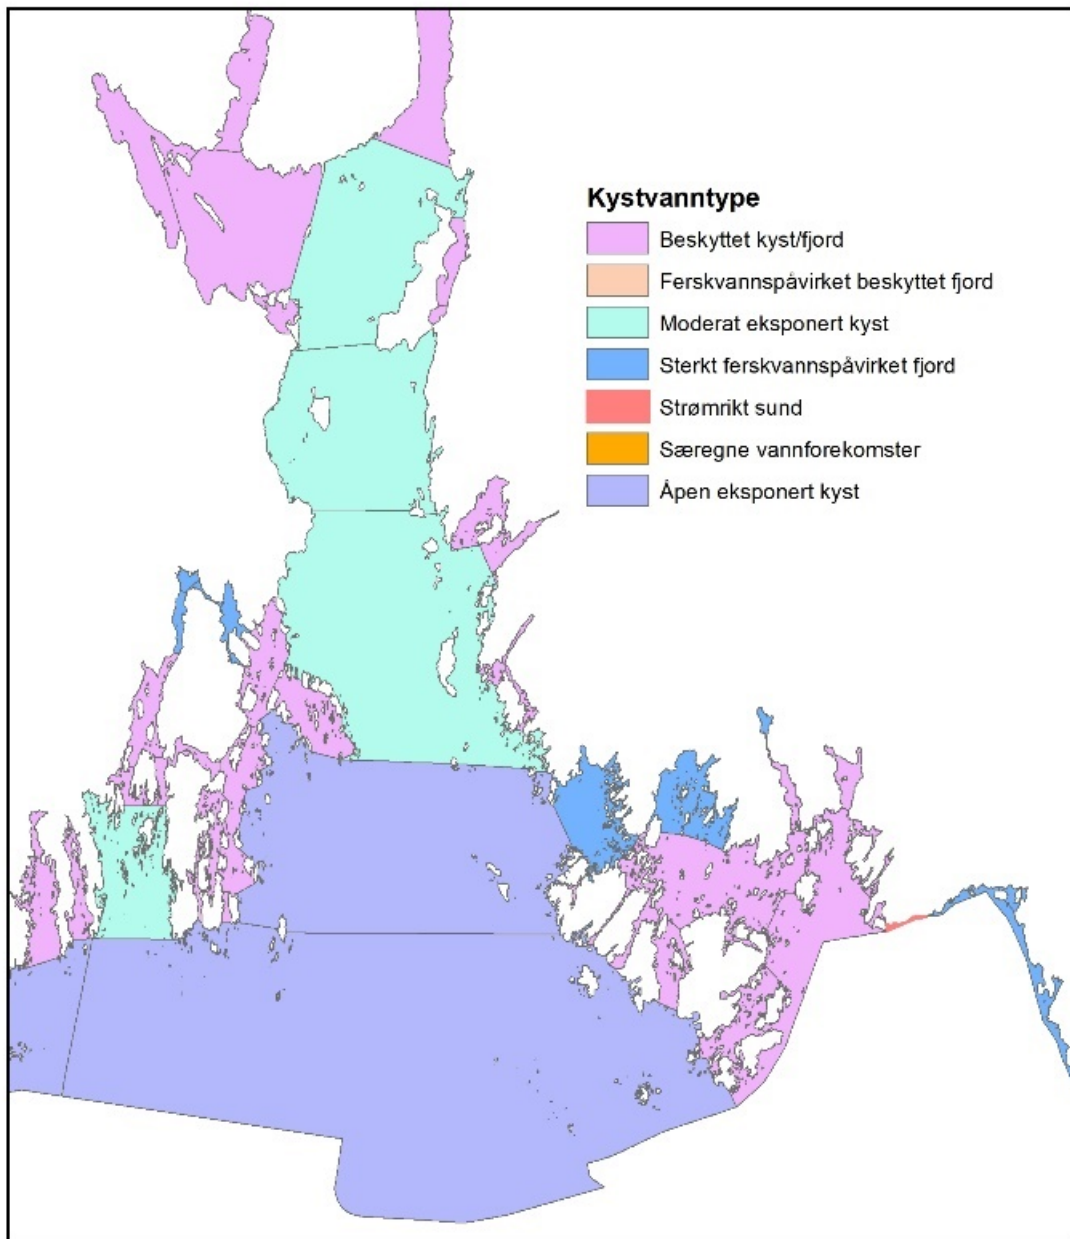 Kystvanntype
Beskyttet kyst/fjord
Ferskvannspåvirket beskyttet fjord
Moderat eksponert kyst
Sterkt ferskvannspåvirket fjord
Strømrikt sund
Særegne vannforekomster
Åpen eksponert kyst